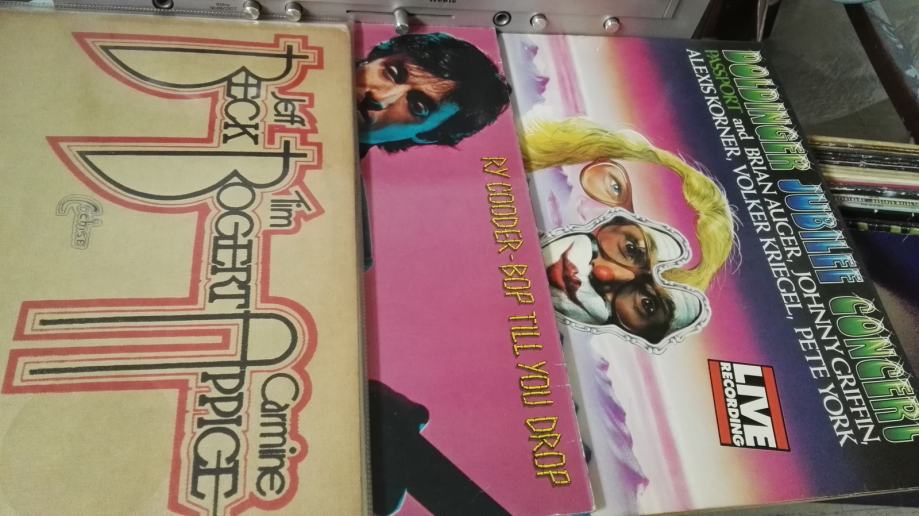 Jeff
BECK
Tim
BOGERT
Carmine
APPICE
RY COODER - BOP TILL YOU DROP
DOLDINGER JUBILEE CONCERT
PASSPORT and BRIAN AUGER, JOHNNY GRIFFIN
ALEXIS KORNER, VOLKER KRIEGEL, PETE YORK
LIVE
RECORDING